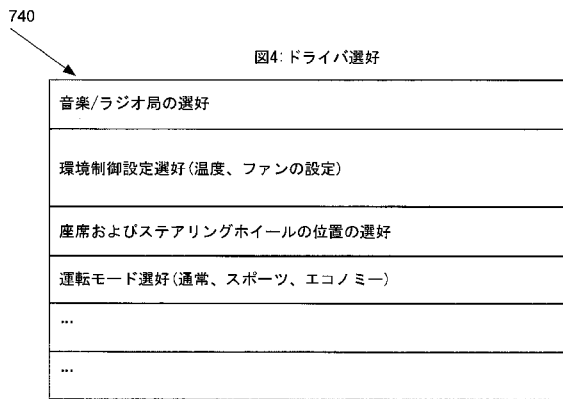 740
図4:ドライバ選好
音楽/ラジオ局の選好
環境制御設定選好(温度、ファンの設定)
座席およびステアリングホイールの位置の選好
運転モード選好(通常、スポーツ、エコノミー)
...
...